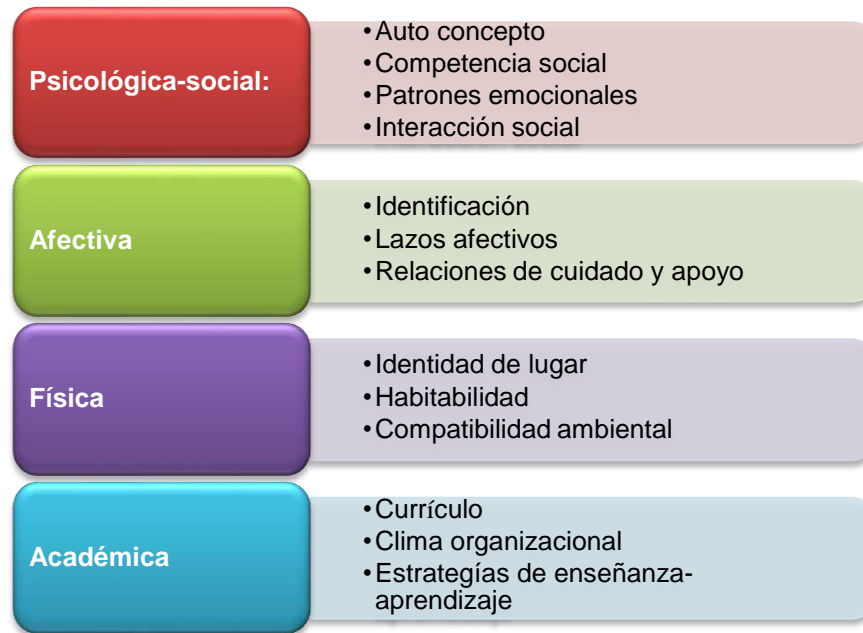 Psicológica-social:
•Auto concepto
•Competencia social
•Patrones emocionales
•Interacción social
Afectiva
•Identificación
•Lazos afectivos
•Relaciones de cuidado y apoyo
Física
•Identidad de lugar
•Habitabilidad
•Compatibilidad ambiental
Académica
•Currículo
•Clima organizacional
•Estrategías de enseñanza-
aprendizaje